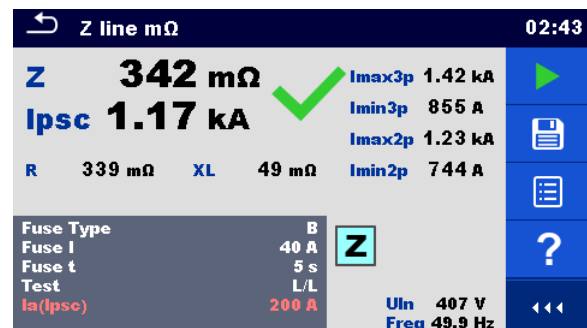 Z line mΩ 02:43
Z 342 mΩ
Ipsc 1.17 kA
R 339 mΩ XL 49 mΩ
Imax3p 1.42 kA
Imin3p 855 A
Imax2p 1.23 kA
Imin2p 744 A
Fuse Type B
Fuse I 40 A
Fuse t 5 s
Test L/L
Ia(Ipsc) 200 A
Z
Uln 407 V
Freq 49.9 Hz
?